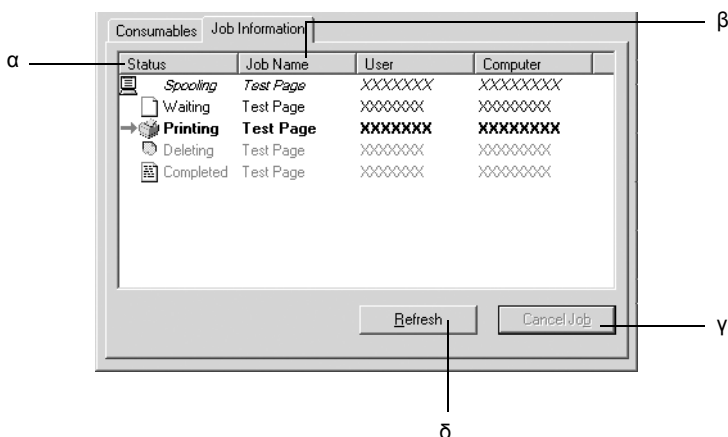 β
Consumables Job Information
α
Status Job Name User Computer
Spooling Test Page XXXXXXX XXXXXXXX
Waiting Test Page XXXXXXX XXXXXXXX
Printing Test Page XXXXXXX XXXXXXXX
Deleting Test Page XXXXXXX XXXXXXXX
Completed Test Page XXXXXXX XXXXXXXX
Refresh Cancel Job
γ
δ